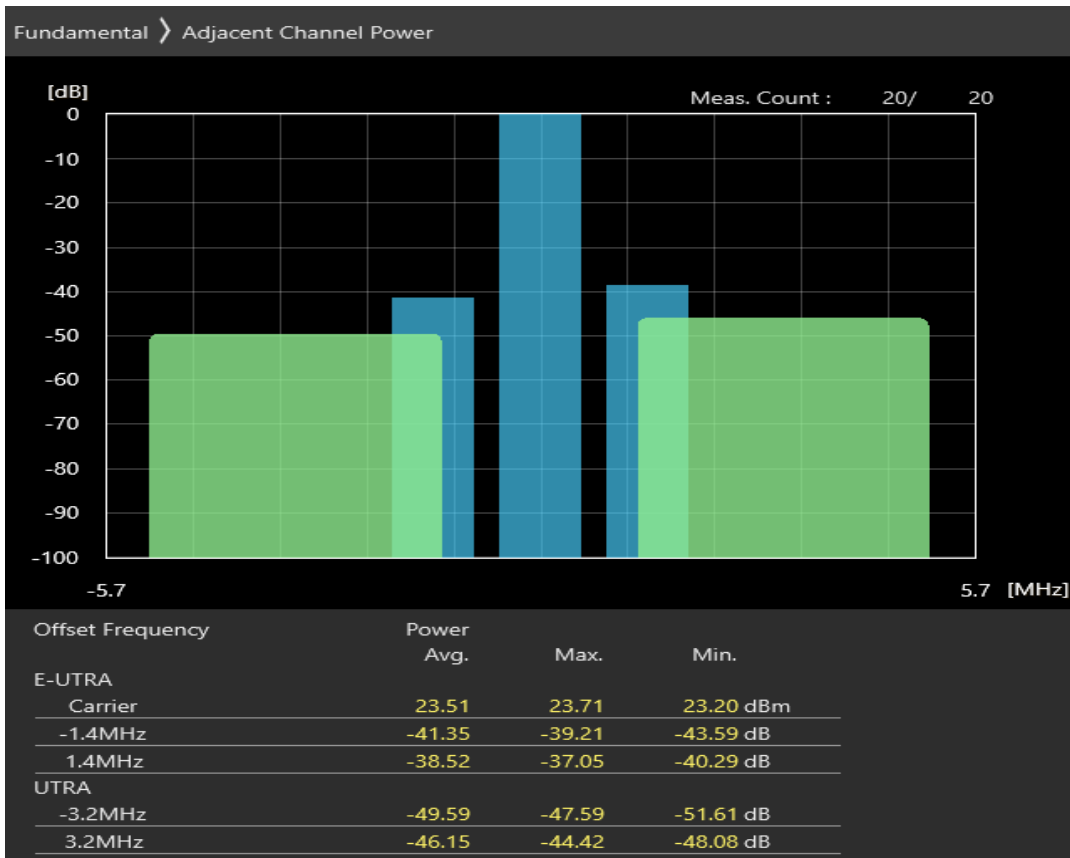 Fundamental 〉 Adjacent Channel Power
[dB]
Meas. Count : 20/ 20
0
-10
-20
-30
-40
-50
-60
-70
-80
-90
-100
-5.7 5.7 [MHz]
Offset Frequency Power
Avg. Max. Min.
E-UTRA
Carrier 23.51 23.71 23.20 dBm
-1.4MHz -41.35 -39.21 -43.59 dB
1.4MHz -38.52 -37.05 -40.29 dB
UTRA
-3.2MHz -49.59 -47.59 -51.61 dB
3.2MHz -46.15 -44.42 -48.08 dB